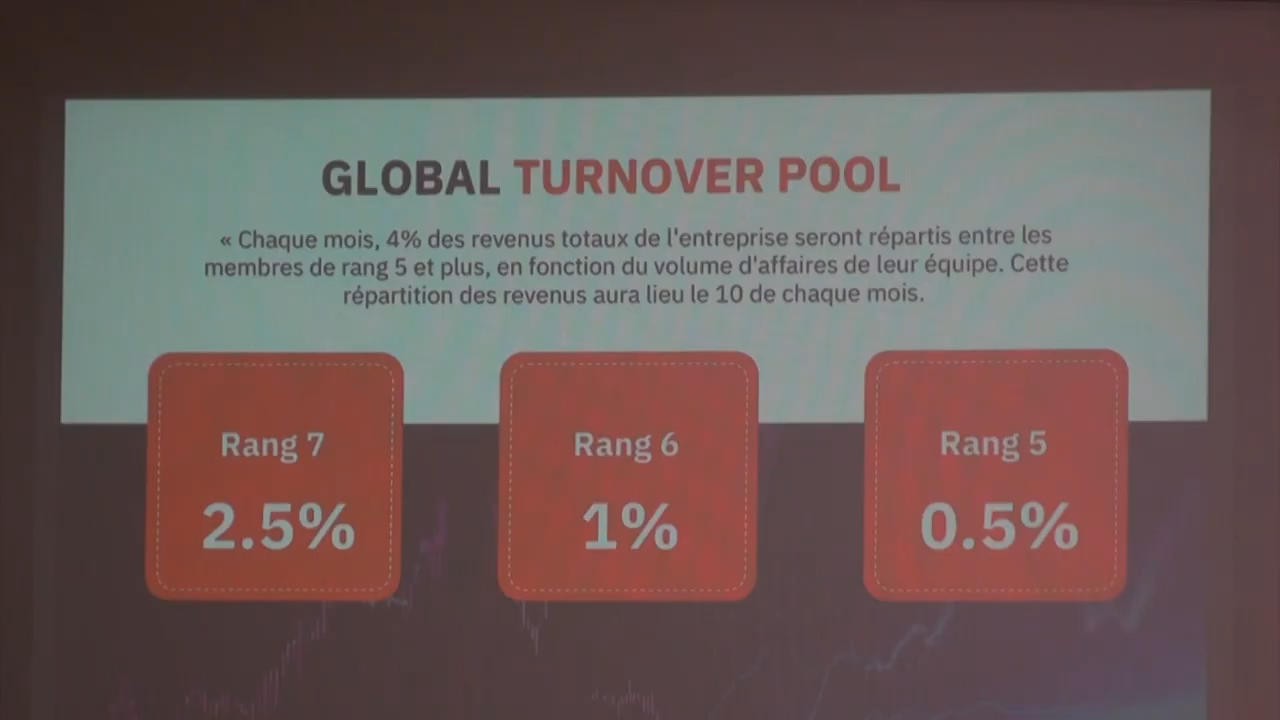 GLOBAL TURNOVER POOL
« Chaque mois, 4% des revenus totaux de l'entreprise seront répartis entre les
membres de rang 5 et plus, en fonction du volume d'affaires de leur équipe. Cette
répartition des revenus aura lieu le 10 de chaque mois.
Rang 7
2.5%
Rang 6
1%
Rang 5
0.5%